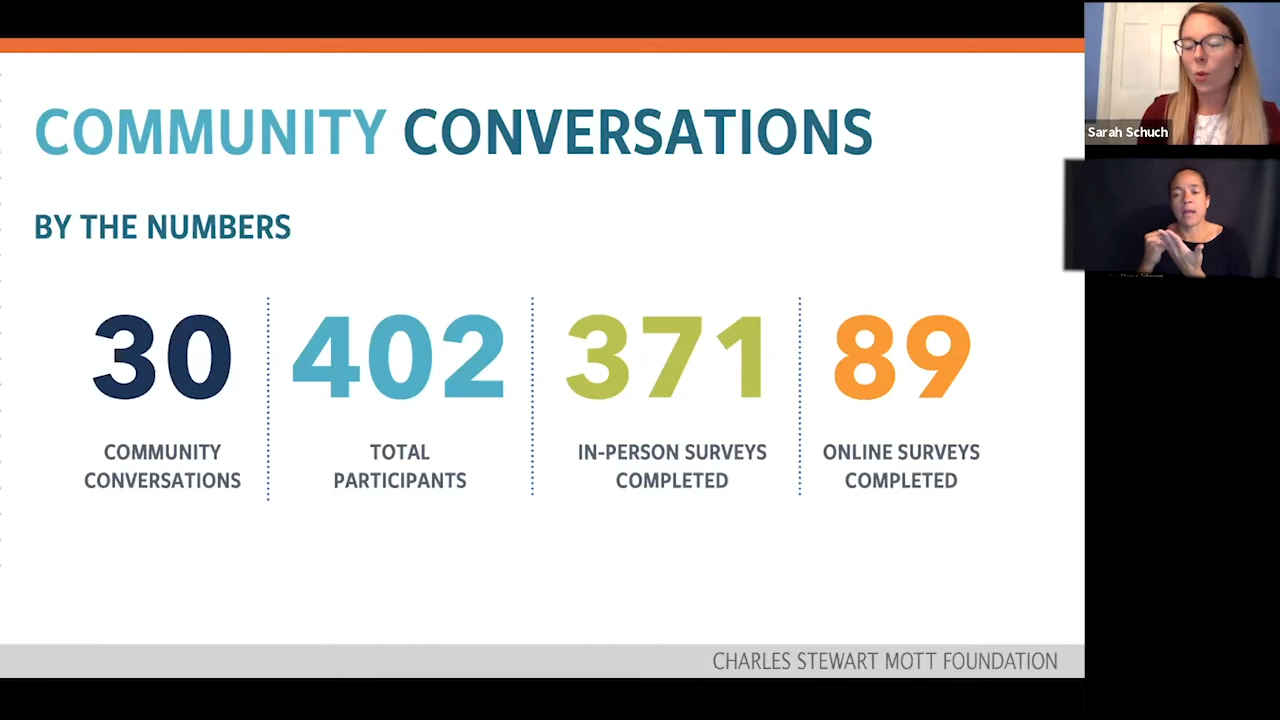 COMMUNITY CONVERSATIONS
BY THE NUMBERS
30
COMMUNITY
CONVERSATIONS
402
TOTAL
PARTICIPANTS
371
IN-PERSON SURVEYS
COMPLETED
89
ONLINE SURVEYS
COMPLETED
CHARLES STEWART MOTT FOUNDATION
Sarah Schuch